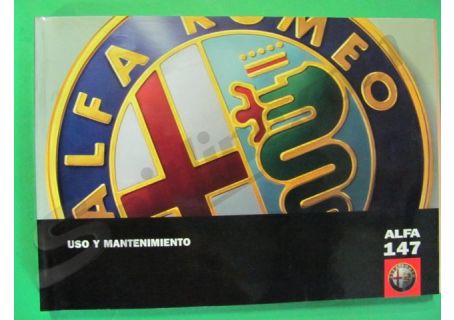 ALFA ROMEO
USO Y MANTENIMIENTO
ALFA
147